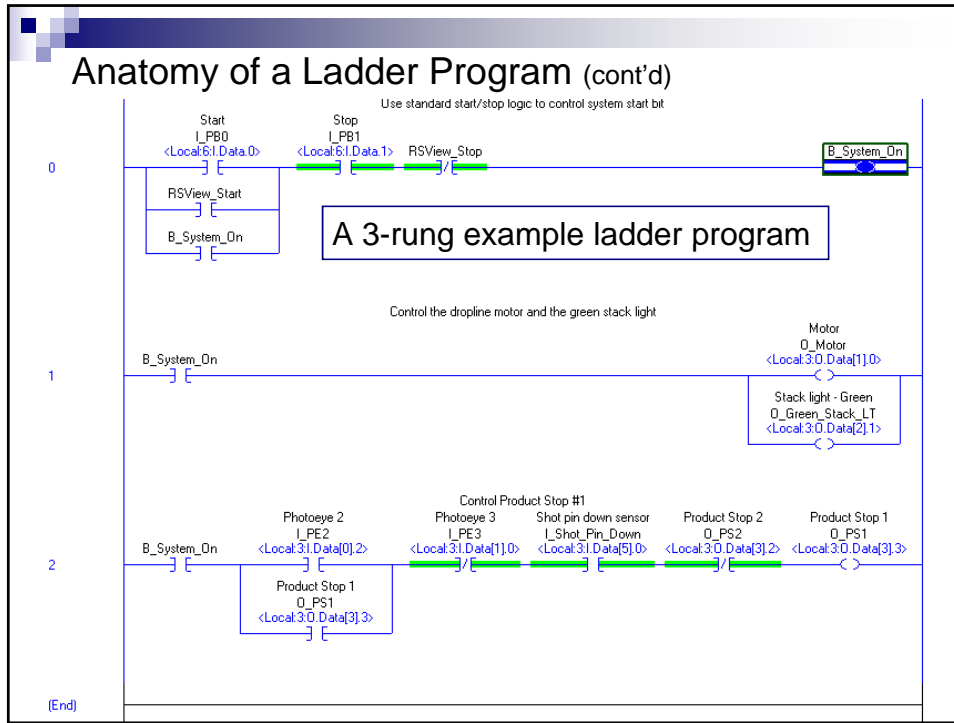 Anatomy of a Ladder Program (cont'd)
Use standard start/stop logic to control system start bit
Start
I_PB0
<Local:6:I.Data.0>
Stop
I_PB1
<Local:6:I.Data.1>
RSView_Stop
B_System_On
0
RSView_Start
B_System_On
A 3-rung example ladder program
Control the dropline motor and the green stack light
Motor
O_Motor
<Local:3:O.Data[1].0>
B_System_On
1
Stack light - Green
O_Green_Stack_LT
<Local:3:O.Data[2].1>
Control Product Stop #1
Photoeye 2
I_PE2
<Local:3:I.Data[0].2>
Photoeye 3
I_PE3
<Local:3:I.Data[1].0>
Shot pin down sensor
I_Shot_Pin_Down
<Local:3:I.Data[5].0>
Product Stop 2
O_PS2
<Local:3:O.Data[3].2>
Product Stop 1
O_PS1
<Local:3:O.Data[3].3>
B_System_On
2
Product Stop 1
O_PS1
<Local:3:O.Data[3].3>
(End)